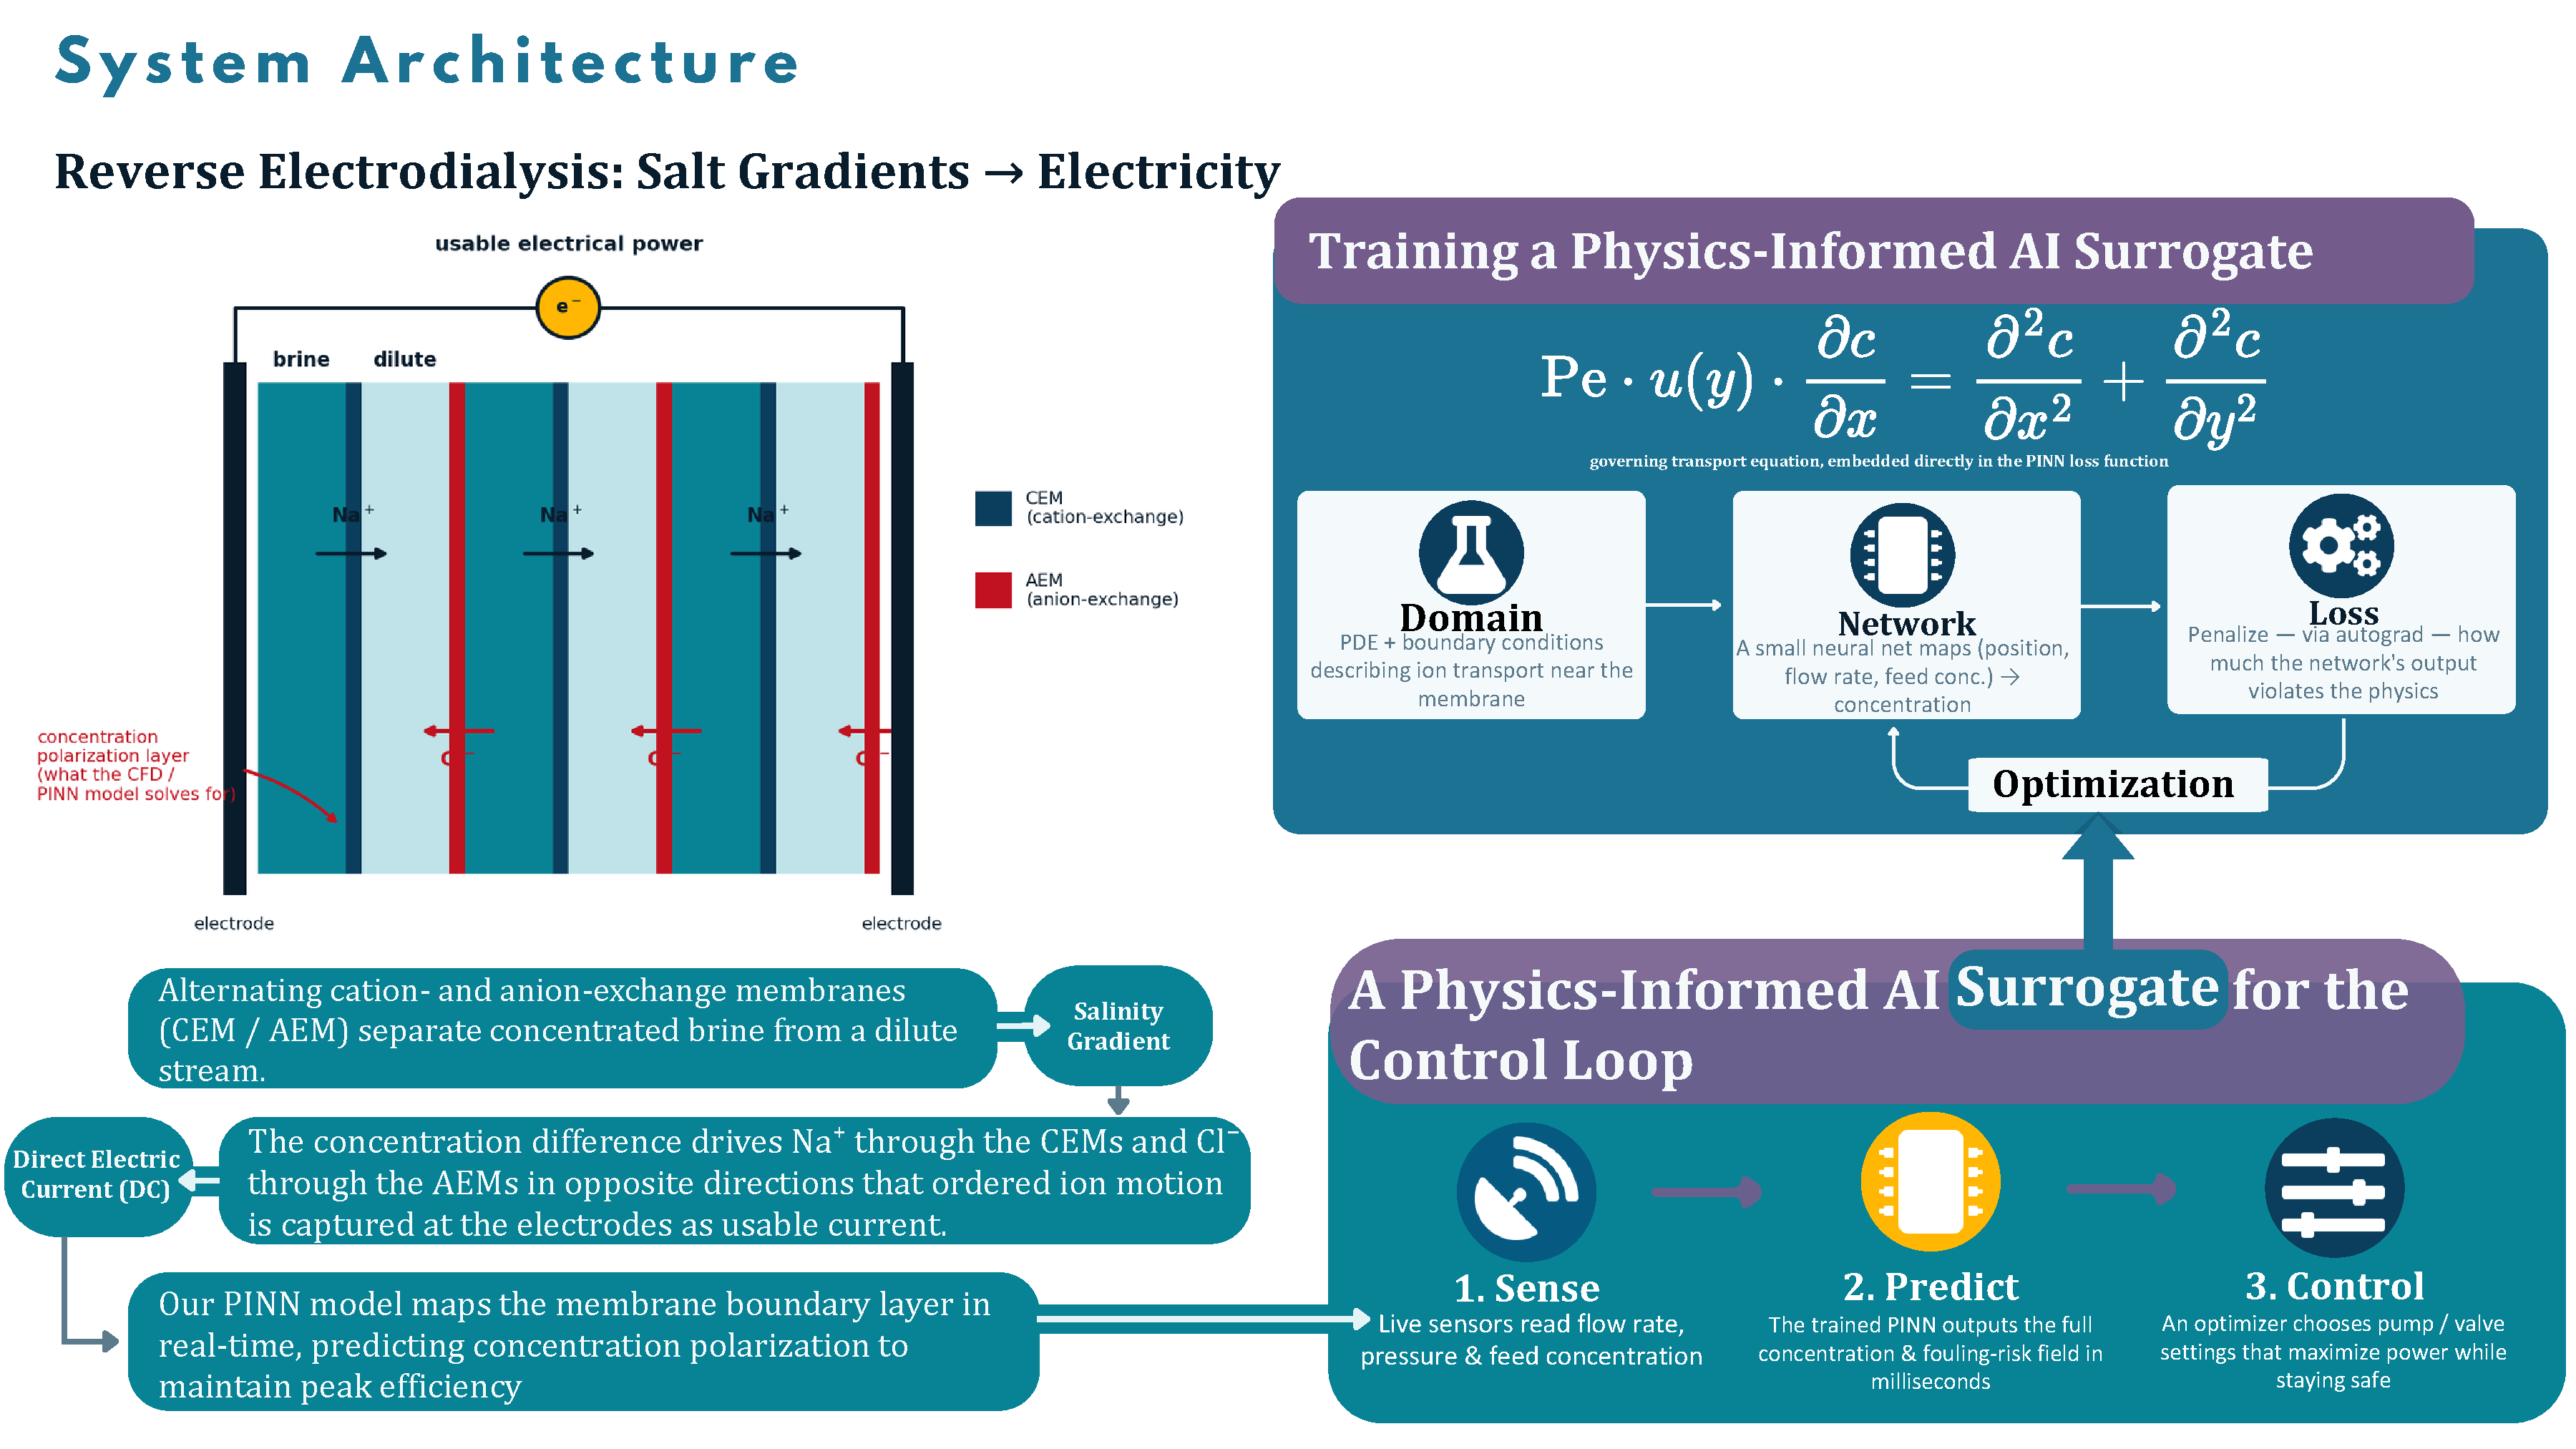 System Architecture
Reverse Electrodialysis: Salt Gradients → Electricity
usable electrical power
e⁻
brine
dilute
Na⁺
Na⁺
Na⁺
CEM
(cation-exchange)
AEM
(anion-exchange)
concentration
polarization layer
(what the CFD /
PINN model solves for)
electrode
electrode
Alternating cation- and anion-exchange membranes
(CEM / AEM) separate concentrated brine from a dilute
stream.
Salinity
Gradient
The concentration difference drives Na⁺ through the CEMs and Cl⁻
through the AEMs in opposite directions that ordered ion motion
is captured at the electrodes as usable current.
Direct Electric
Current (DC)
Our PINN model maps the membrane boundary layer in
real-time, predicting concentration polarization to
maintain peak efficiency
Training a Physics-Informed AI Surrogate
Pe · u(y) · ∂c/∂x = ∂²c/∂x² + ∂²c/∂y²
governing transport equation, embedded directly in the PINN loss function
Domain
PDE + boundary conditions
describing ion transport near the
membrane
Network
A small neural net maps (position,
flow rate, feed conc.) →
concentration
Loss
Penalize — via autograd — how
much the network's output
violates the physics
Optimization
A Physics-Informed AI Surrogate for the
Control Loop
1. Sense
Live sensors read flow rate,
pressure & feed concentration
2. Predict
The trained PINN outputs the full
concentration & fouling-risk field in
milliseconds
3. Control
An optimizer chooses pump / valve
settings that maximize power while
staying safe